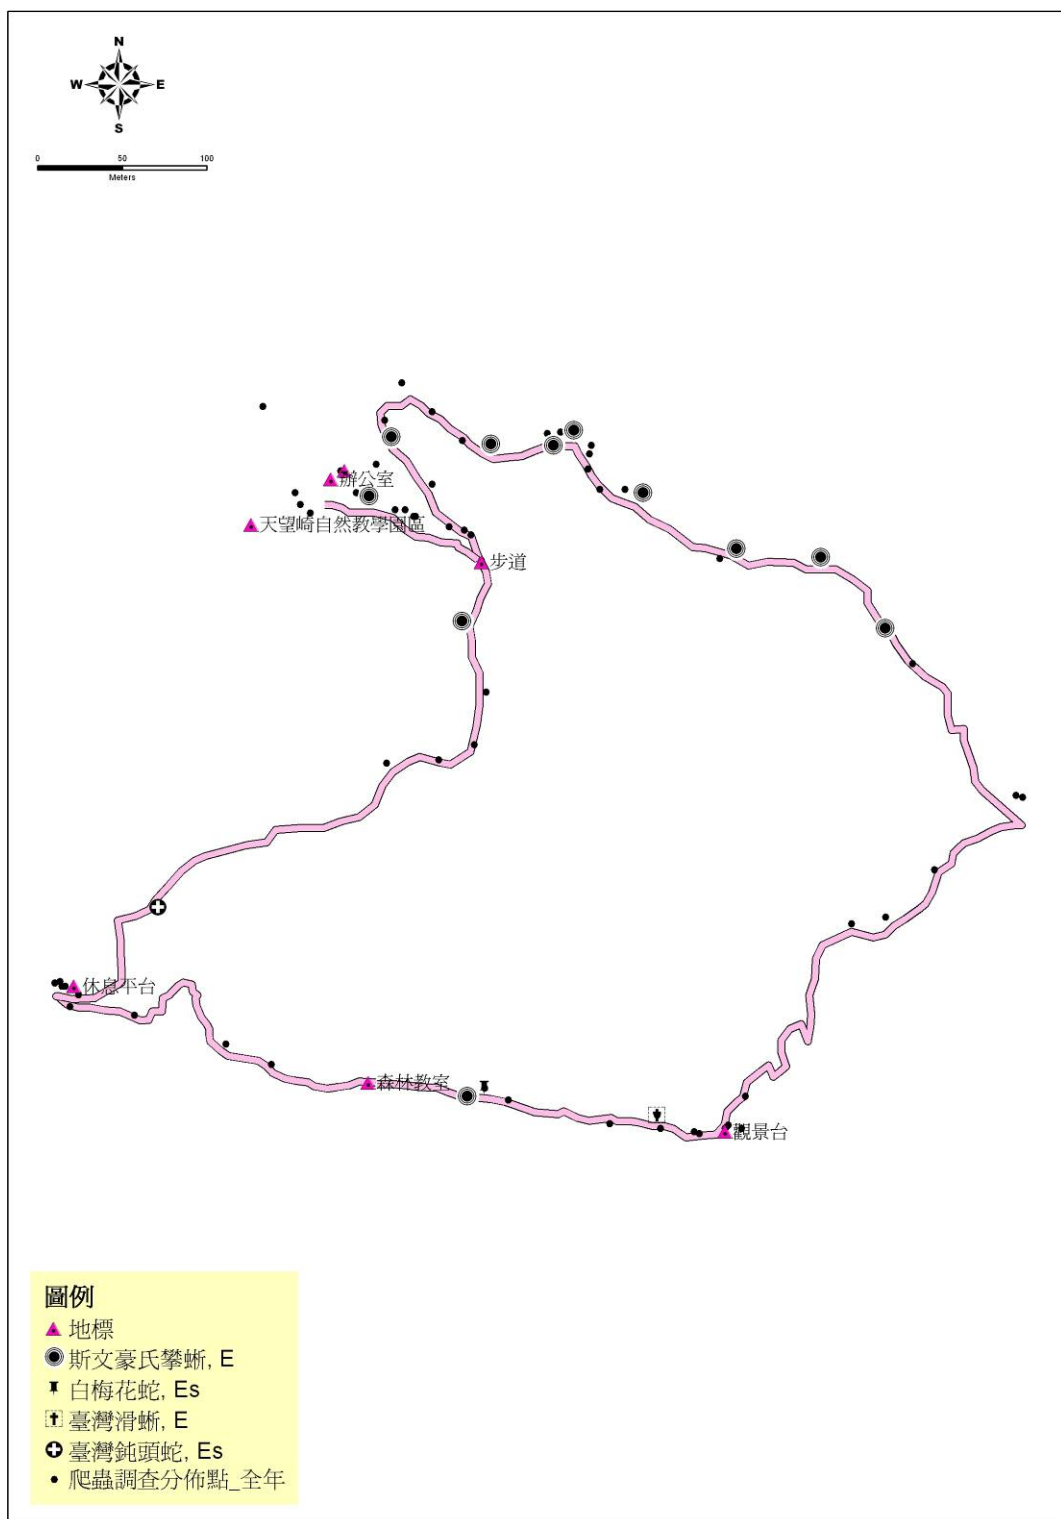 N
W E
S
0 50 100
Meters
辦公室
天望崎自然教學園區
步道
休息平台
森林教室
觀景台
圖例
地標
斯文豪氏攀蜥, E
白梅花蛇, Es
臺灣滑蜥, E
臺灣鈍頭蛇, Es
爬蟲調查分佈點_全年